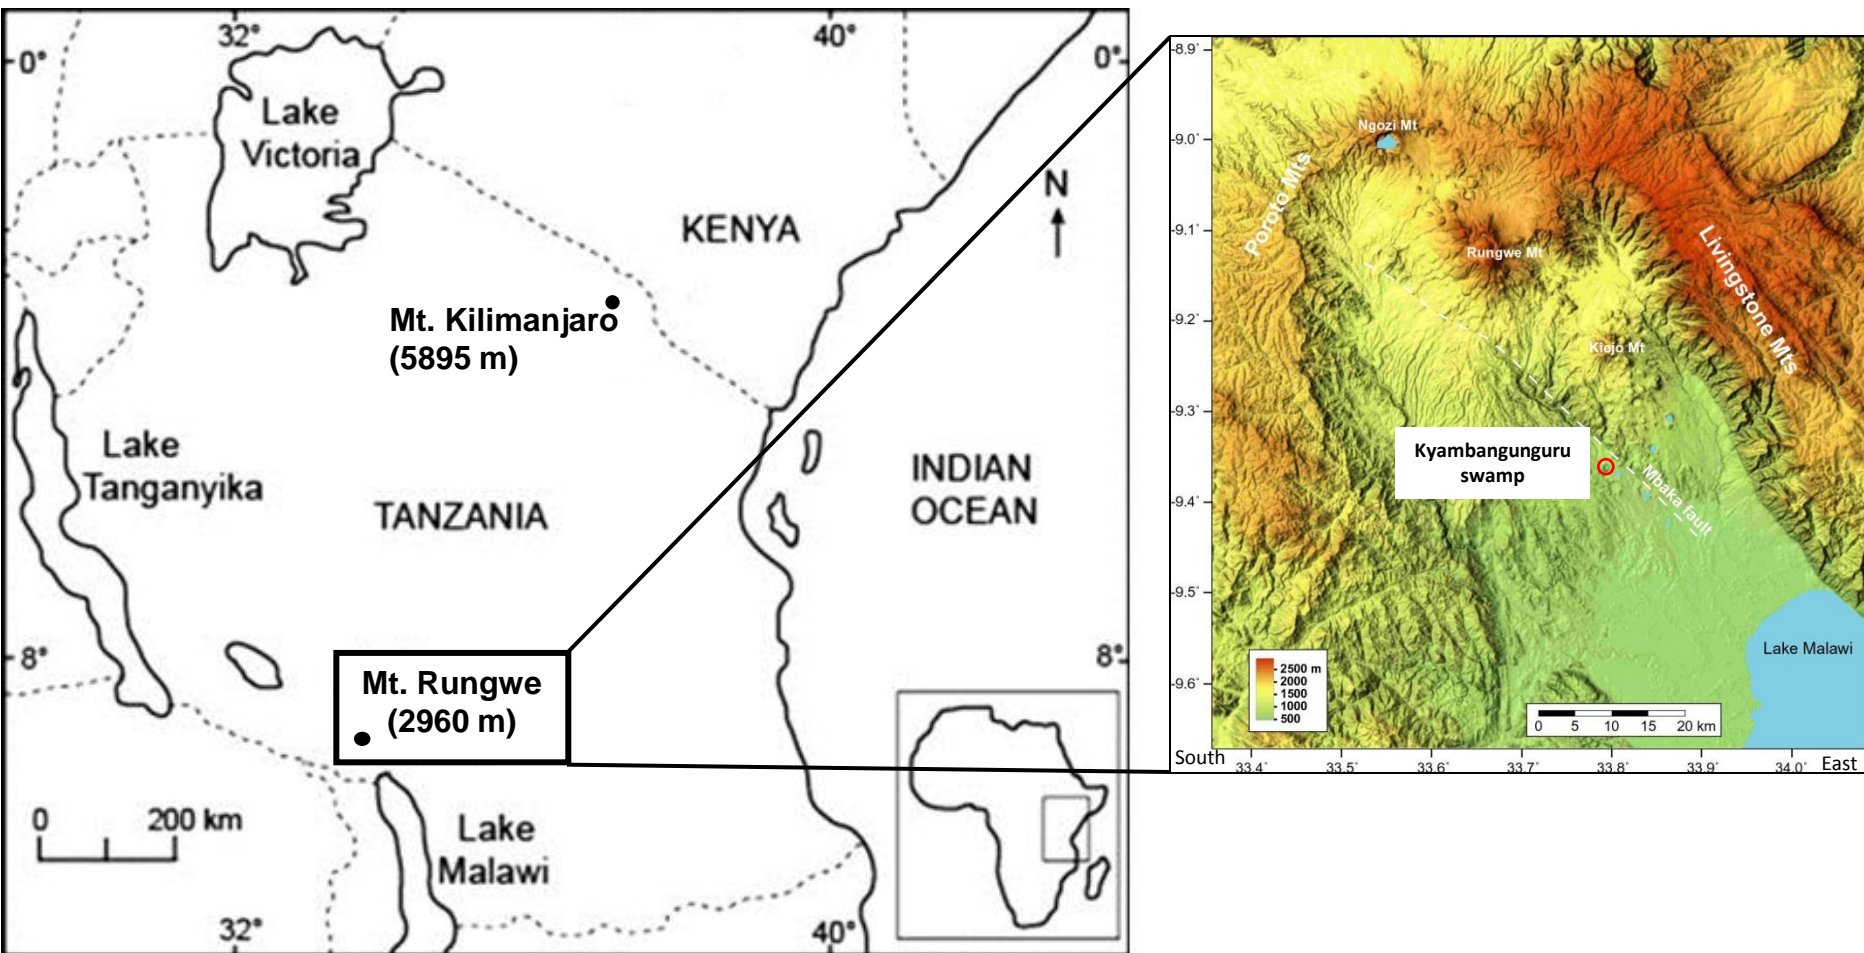 32°
40°
0°
0°
Lake
Victoria
KENYA
N
Mt. Kilimanjaro
(5895 m)
Lake
Tanganyika
TANZANIA
INDIAN
OCEAN
8°
8°
Mt. Rungwe
(2960 m)
0
200 km
Lake
Malawi
32°
40°
-8.9°
-9.0°
-9.1°
-9.2°
-9.3°
-9.4°
-9.5°
-9.6°
Ngozi Mt
Poroto Mts
Rungwe Mt
Livingstone Mts
Kiejo Mt
Kyambangunguru
swamp
Mbaka fault
Lake Malawi
2500 m
2000
1500
1000
500
0 5 10 15 20 km
South
33.4° 33.5° 33.6° 33.7° 33.8° 33.9° 34.0°
East